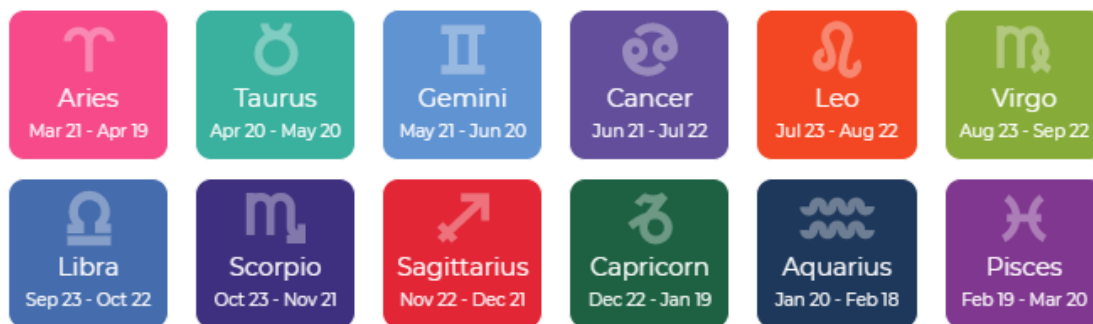 Aries
Mar 21 - Apr 19
Taurus
Apr 20 - May 20
Gemini
May 21 - Jun 20
Cancer
Jun 21 - Jul 22
Leo
Jul 23 - Aug 22
Virgo
Aug 23 - Sep 22
Libra
Sep 23 - Oct 22
Scorpio
Oct 23 - Nov 21
Sagittarius
Nov 22 - Dec 21
Capricorn
Dec 22 - Jan 19
Aquarius
Jan 20 - Feb 18
Pisces
Feb 19 - Mar 20